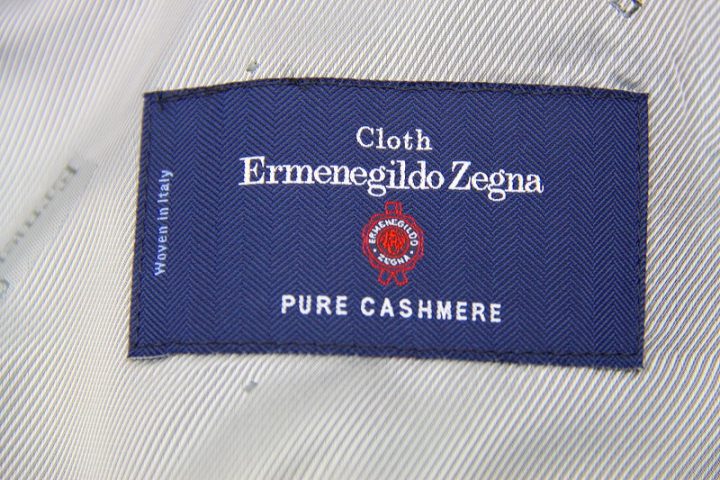 Cloth
Ermenegildo Zegna
Woven in Italy
ERMENEGILDO
ZEGNA
PURE CASHMERE